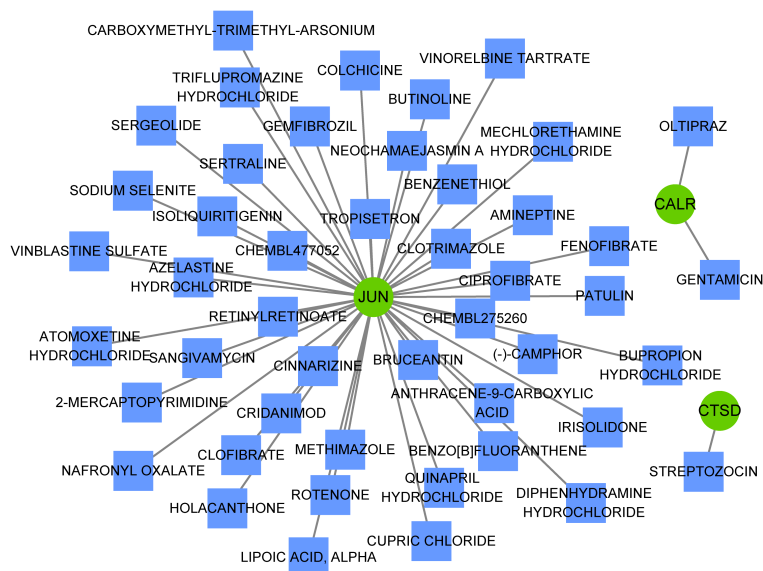 CARBOXYMETHYL-TRIMETHYL-ARSONIUM
VINORELBINE TARTRATE
COLCHICINE
TRIFLUPROMAZINE
HYDROCHLORIDE
BUTINOLINE
SERGEOLIDE
GEMFIBROZIL
MECHLORETHAMINE
HYDROCHLORIDE
OLTIPRAZ
NEOCHAMAEJASMIN A
SERTRALINE
BENZENETHIOL
SODIUM SELENITE
CALR
ISOLIQUIRITIGENIN
TROPISETRON
AMINEPTINE
VINBLASTINE SULFATE
CHEMBL477052
CLOTRIMAZOLE
FENOFIBRATE
AZELASTINE
HYDROCHLORIDE
CIPROFIBRATE
GENTAMICIN
JUN
PATULIN
RETINYLRETINOATE
CHEMBL275260
ATOMOXETINE
HYDROCHLORIDE
SANGIVAMYCIN
CINNARIZINE
BRUCEANTIN
(-)-CAMPHOR
BUPROPION
HYDROCHLORIDE
ANTHRACENE-9-CARBOXYLIC
ACID
2-MERCAPTOPYRIMIDINE
CRIDANIMOD
CTSD
IRISOLIDONE
NAFRONYL OXALATE
CLOFIBRATE
METHIMAZOLE
BENZO[B]FLUORANTHENE
STREPTOZOCIN
HOLACANTHONE
ROTENONE
QUINAPRIL
HYDROCHLORIDE
DIPHENHYDRAMINE
HYDROCHLORIDE
LIPOIC ACID, ALPHA
CUPRIC CHLORIDE